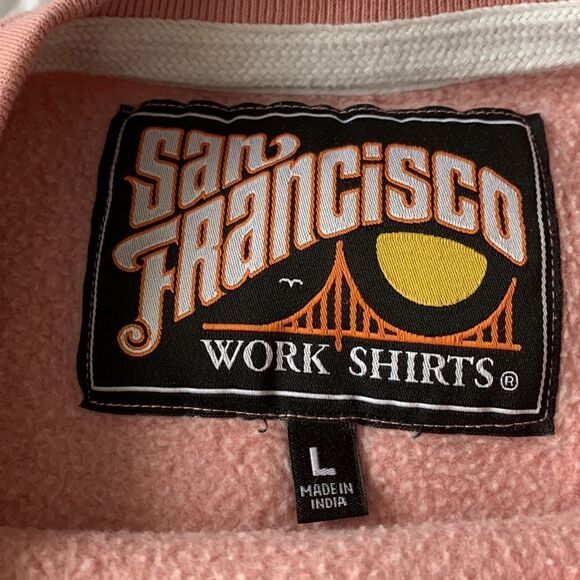 San
Francisco
WORK SHIRTS®
L
MADE IN
INDIA